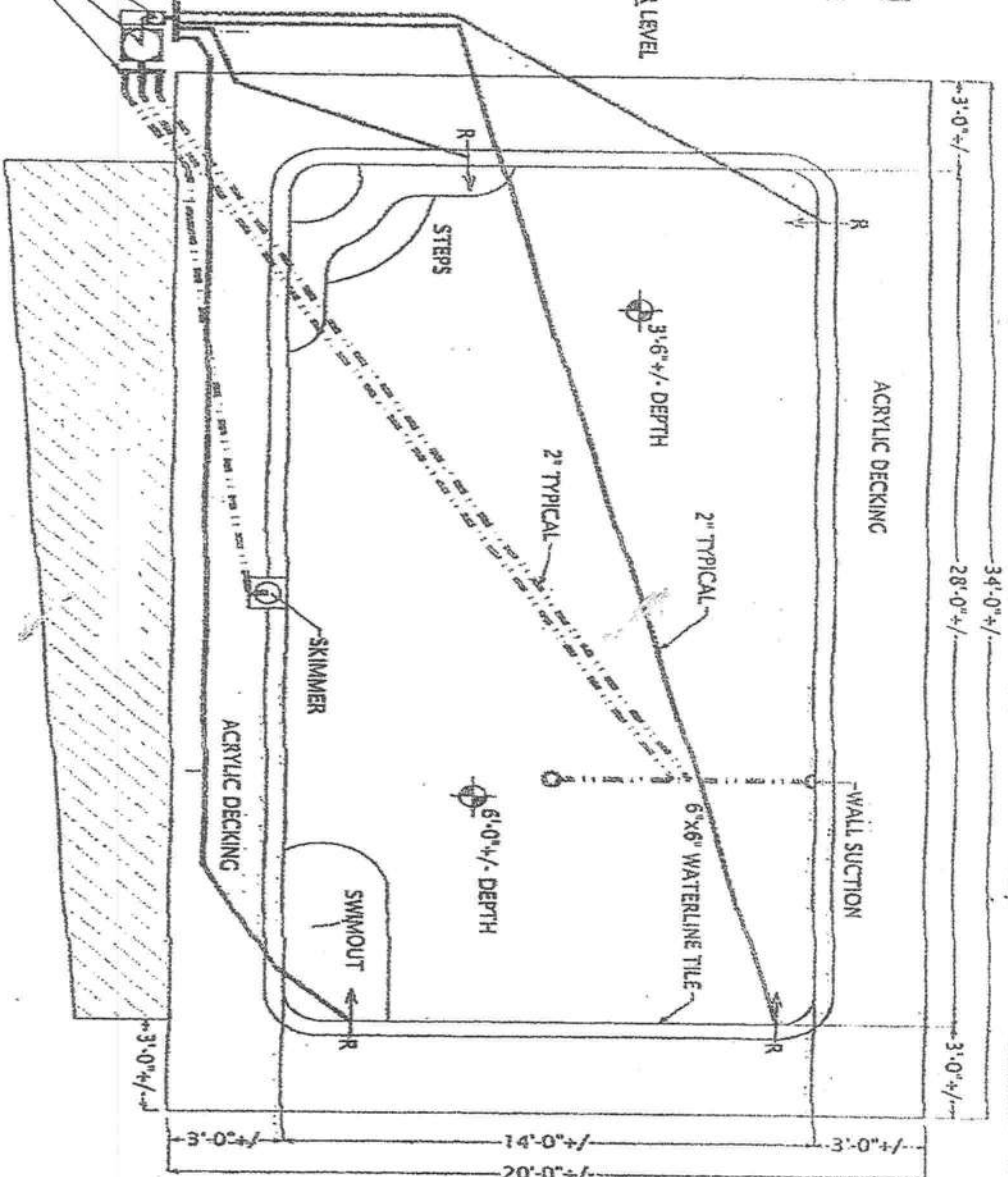 34'-0"+/-
3'-0"+/-
28'-0"+/-
3'-0"+/-
LEVEL
ACRYLIC DECKING
WALL SUCTION
R
R
STEPS
3'6"+/- DEPTH
2" TYPICAL
2" TYPICAL
6"x6" WATERLINE TILE
6'-0"+/- DEPTH
SKIMMER
SWIMOUT
R
R
ACRYLIC DECKING
3'-0"+/-
3'-0"+/-
14'-0"+/-
3'-0"+/-
20'-0"+/-